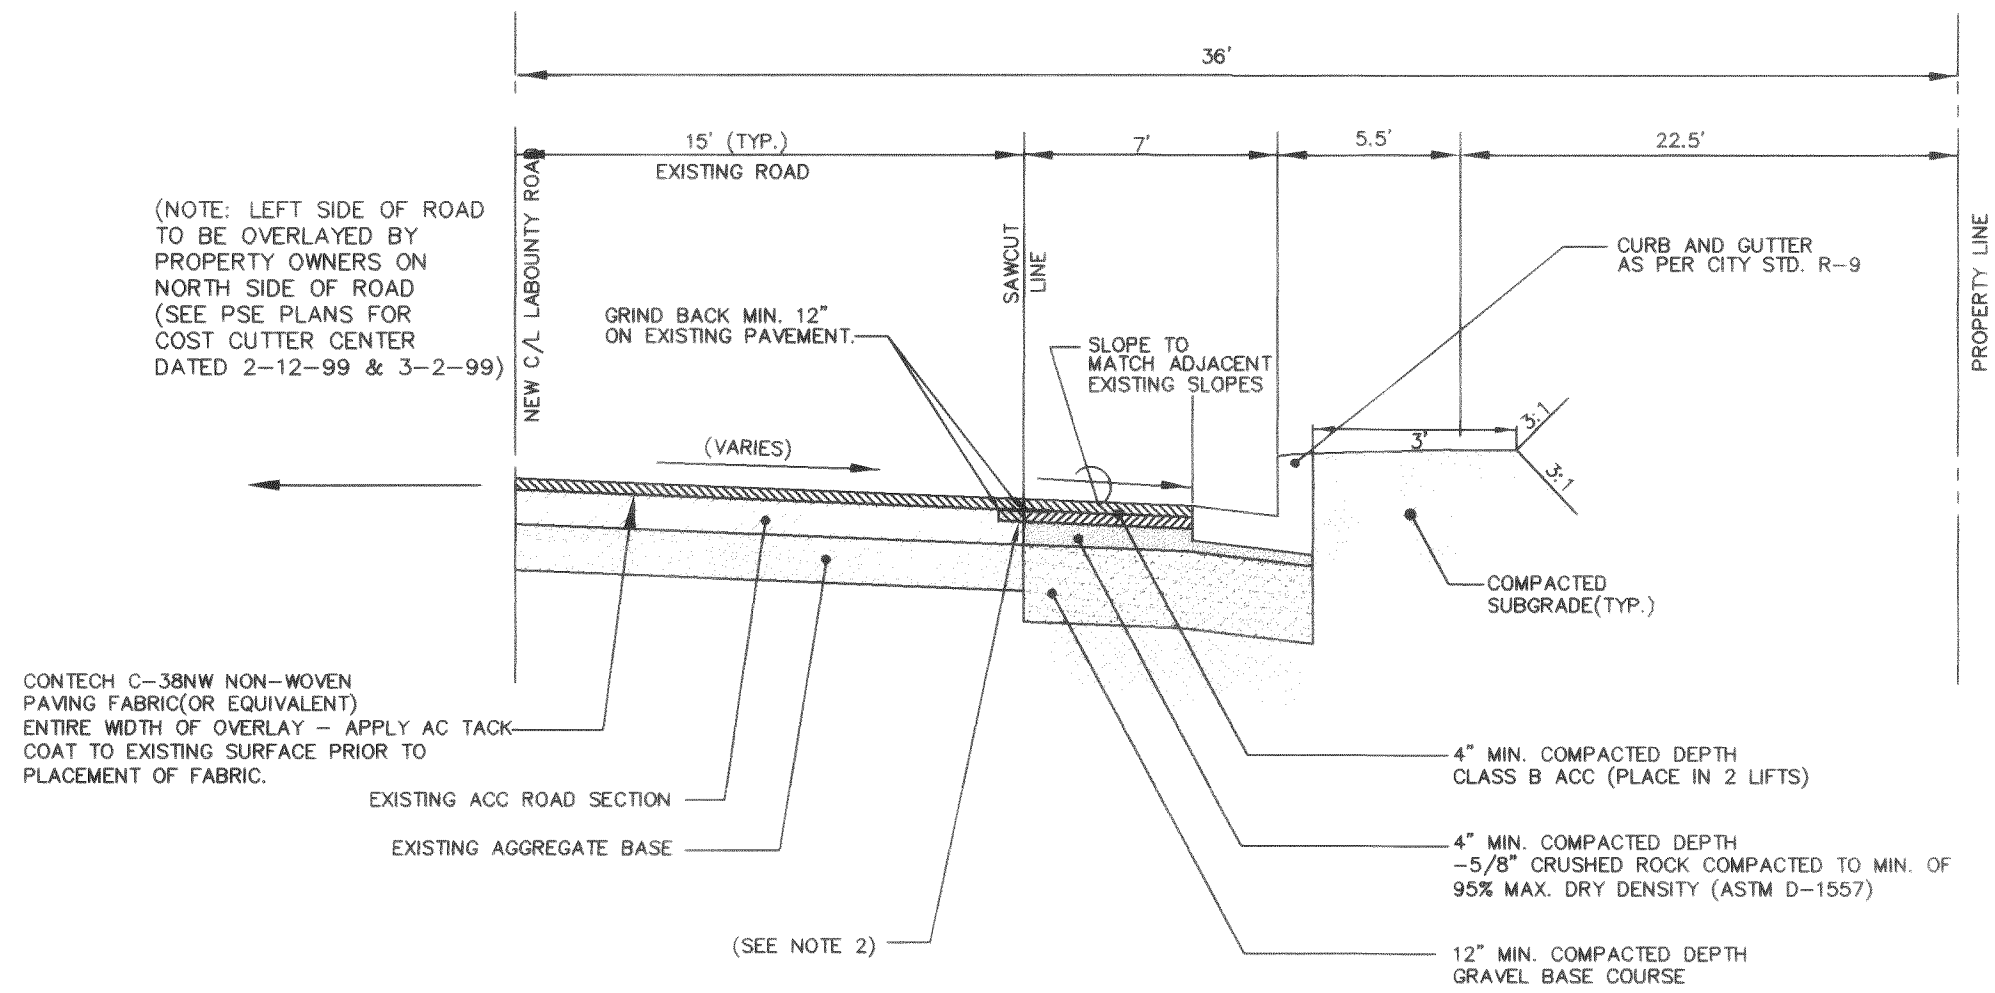 36'
15' (TYP.)
EXISTING ROAD
7'
5.5'
22.5'
(NOTE: LEFT SIDE OF ROAD
TO BE OVERLAYED BY
PROPERTY OWNERS ON
NORTH SIDE OF ROAD
(SEE PSE PLANS FOR
COST CUTTER CENTER
DATED 2-12-99 & 3-2-99)
NEW C/L LABOUNTY ROAD
SAWCUT
LINE
PROPERTY LINE
CURB AND GUTTER
AS PER CITY STD. R-9
GRIND BACK MIN. 12"
ON EXISTING PAVEMENT.
SLOPE TO
MATCH ADJACENT
EXISTING SLOPES
(VARIES)
3'
3:1
3:1
COMPACTED
SUBGRADE(TYP.)
CONTECH C-38NW NON-WOVEN
PAVING FABRIC(OR EQUIVALENT)
ENTIRE WIDTH OF OVERLAY - APPLY AC TACK
COAT TO EXISTING SURFACE PRIOR TO
PLACEMENT OF FABRIC.
EXISTING ACC ROAD SECTION
EXISTING AGGREGATE BASE
(SEE NOTE 2)
4" MIN. COMPACTED DEPTH
CLASS B ACC (PLACE IN 2 LIFTS)
4" MIN. COMPACTED DEPTH
-5/8" CRUSHED ROCK COMPACTED TO MIN. OF
95% MAX. DRY DENSITY (ASTM D-1557)
12" MIN. COMPACTED DEPTH
GRAVEL BASE COURSE